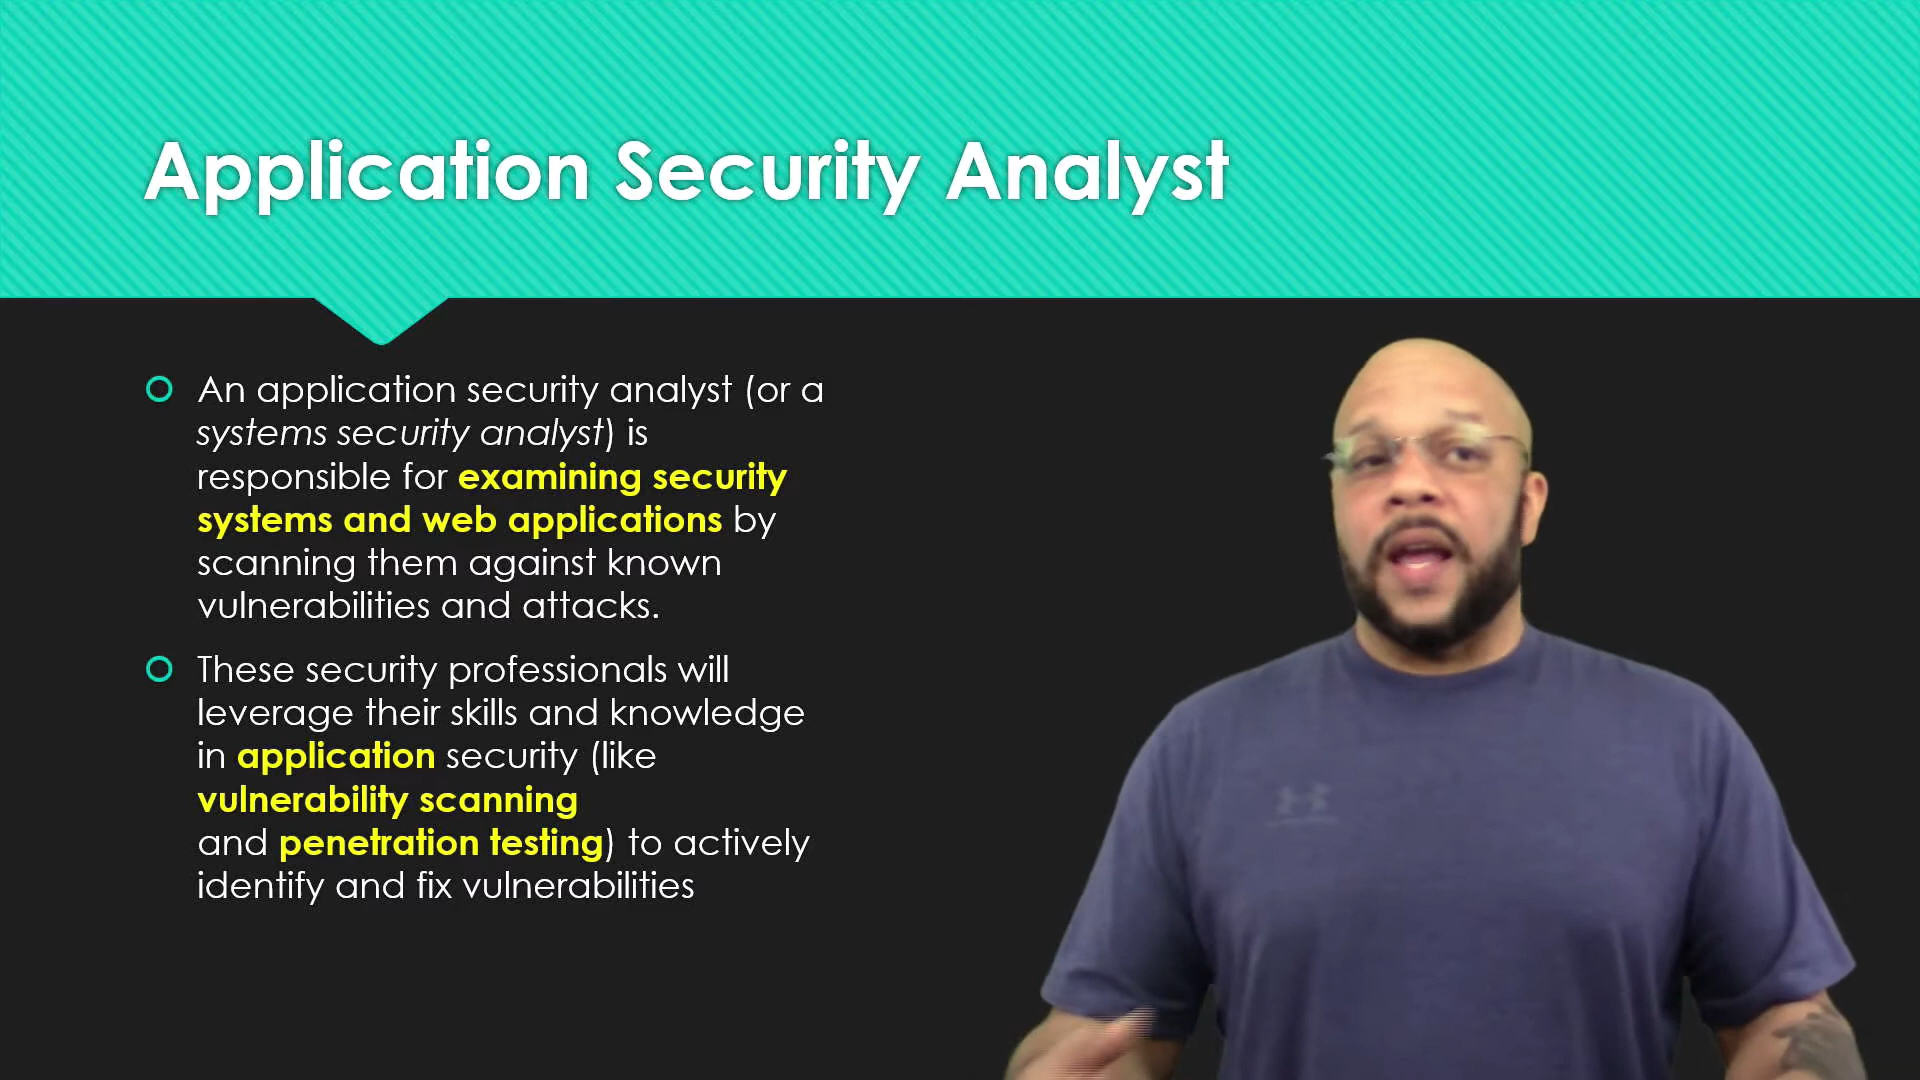 Application Security Analyst
An application security analyst (or a
systems security analyst) is
responsible for examining security
systems and web applications by
scanning them against known
vulnerabilities and attacks.
These security professionals will
leverage their skills and knowledge
in application security (like
vulnerability scanning
and penetration testing) to actively
identify and fix vulnerabilities